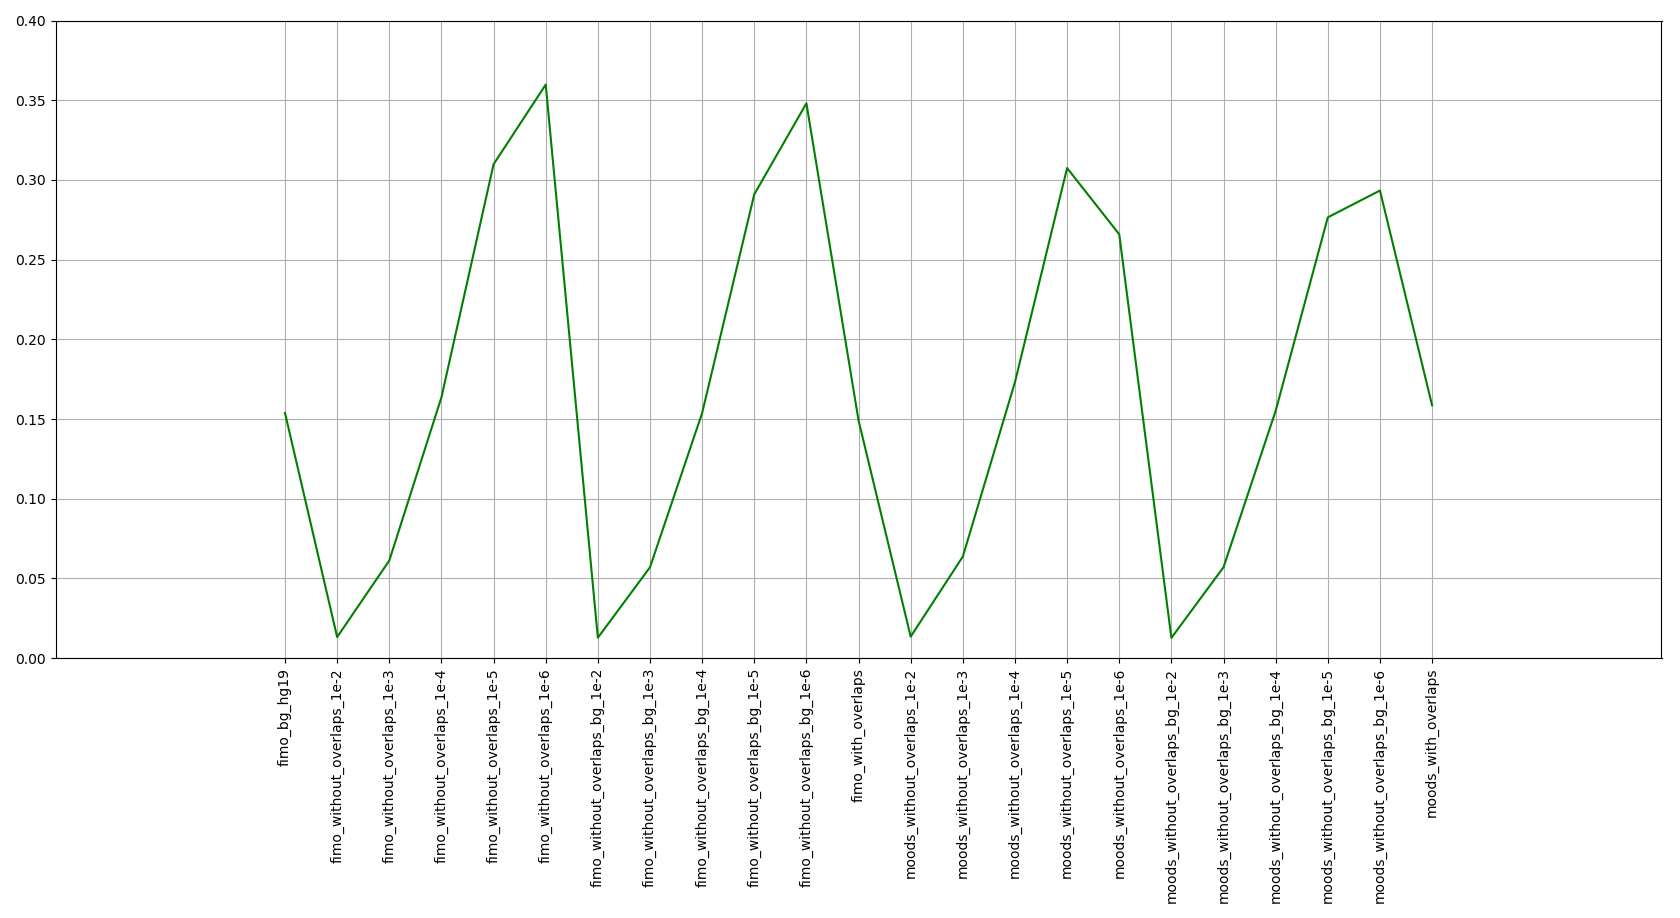 0.40
0.35
0.30
0.25
0.20
0.15
0.10
0.05
0.00
fimo_bg_hg19
fimo_without_overlaps_1e-2
fimo_without_overlaps_1e-3
fimo_without_overlaps_1e-4
fimo_without_overlaps_1e-5
fimo_without_overlaps_1e-6
fimo_without_overlaps_bg_1e-2
fimo_without_overlaps_bg_1e-3
fimo_without_overlaps_bg_1e-4
fimo_without_overlaps_bg_1e-5
fimo_without_overlaps_bg_1e-6
fimo_with_overlaps
moods_without_overlaps_1e-2
moods_without_overlaps_1e-3
moods_without_overlaps_1e-4
moods_without_overlaps_1e-5
moods_without_overlaps_1e-6
moods_without_overlaps_bg_1e-2
moods_without_overlaps_bg_1e-3
moods_without_overlaps_bg_1e-4
moods_without_overlaps_bg_1e-5
moods_without_overlaps_bg_1e-6
moods_with_overlaps